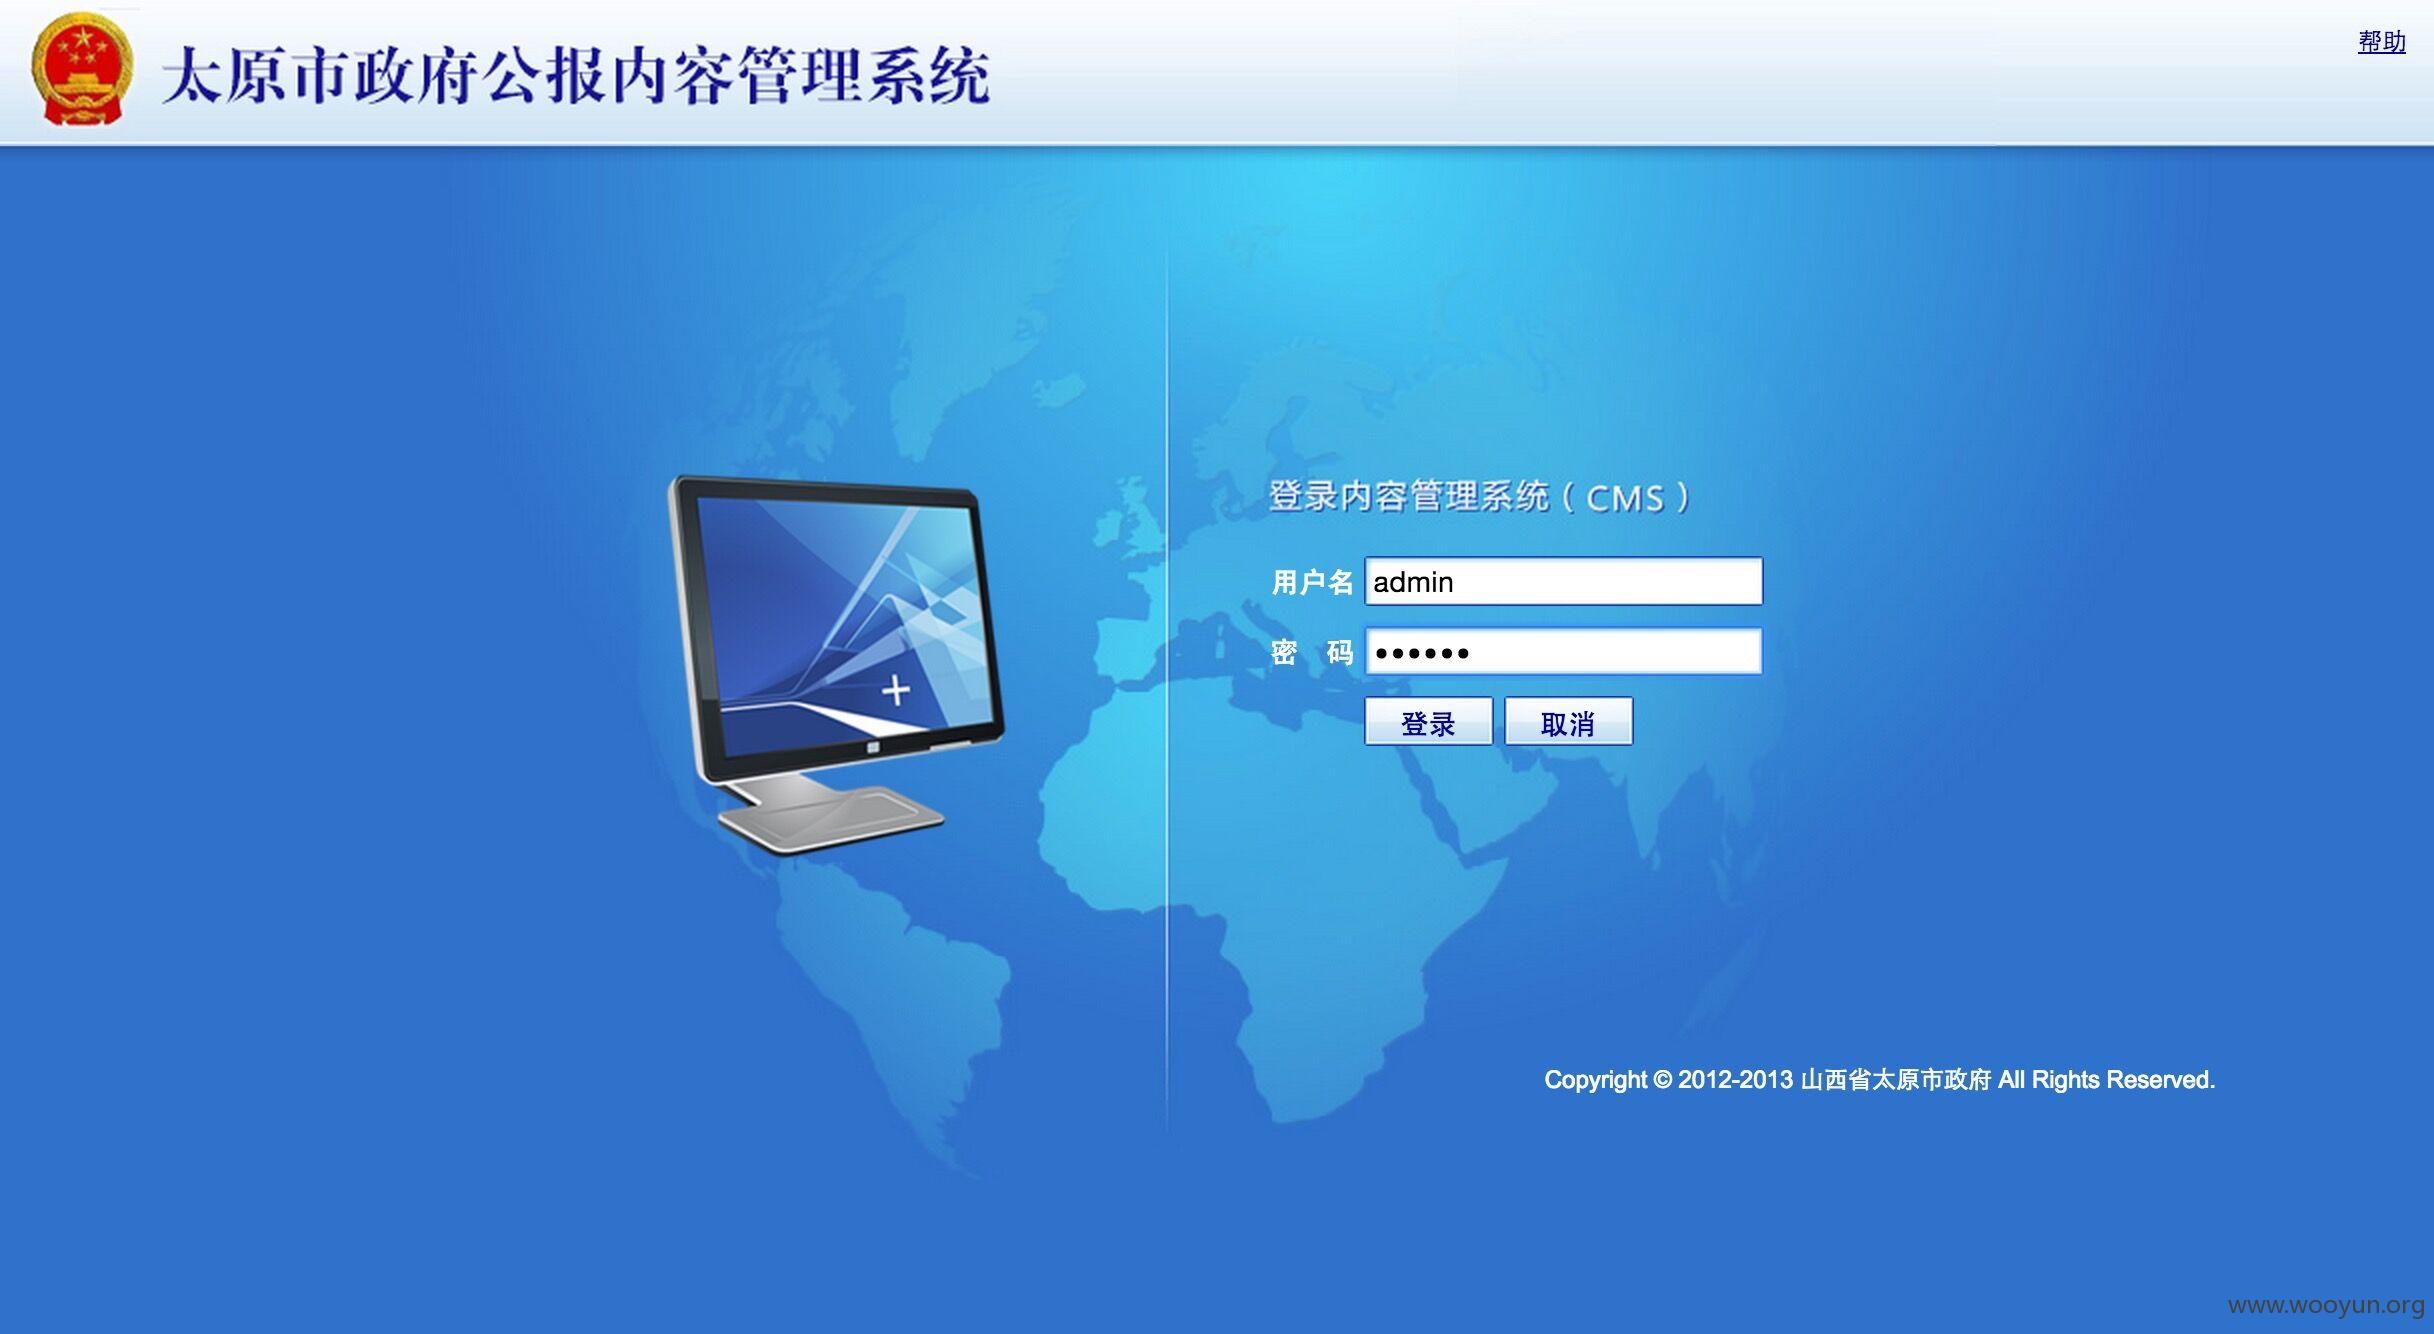 太原市政府公报内容管理系统
帮助
登录内容管理系统（CMS）
用户名 admin
密 码 ••••••
登录 取消
Copyright © 2012-2013 山西省太原市政府 All Rights Reserved.
www.wooyun.org